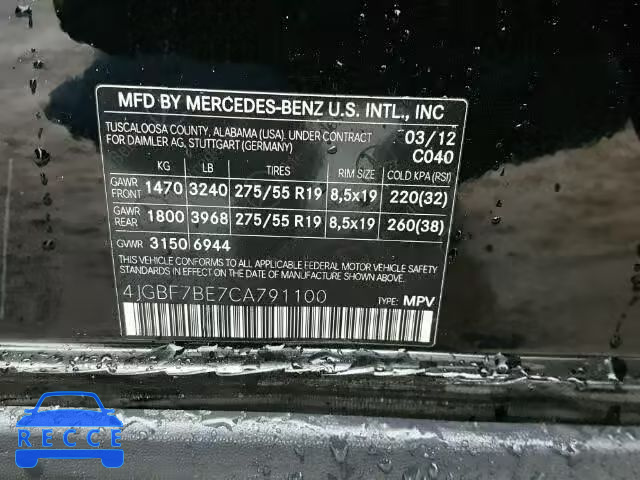 MFD BY MERCEDES-BENZ U.S. INTL., INC
TUSCALOOSA COUNTY, ALABAMA (USA). UNDER CONTRACT
FOR DAIMLER AG, STUTTGART (GERMANY)
03/12
C040
KG LB TIRES RIM SIZE COLD KPA (RSI)
GAWR FRONT 1470 3240 275/55 R19 8,5x19 220(32)
GAWR REAR 1800 3968 275/55 R19 8,5x19 260(38)
GVWR 3150 6944
THIS VEHICLE CONFORMS TO ALL APPLICABLE FEDERAL MOTOR VEHICLE SAFETY
STANDARDS IN EFFECT ON THE DATE OF MANUFACTURE SHOWN ABOVE.
4JGBF7BE7CA791100 TYPE: MPV
RECCE